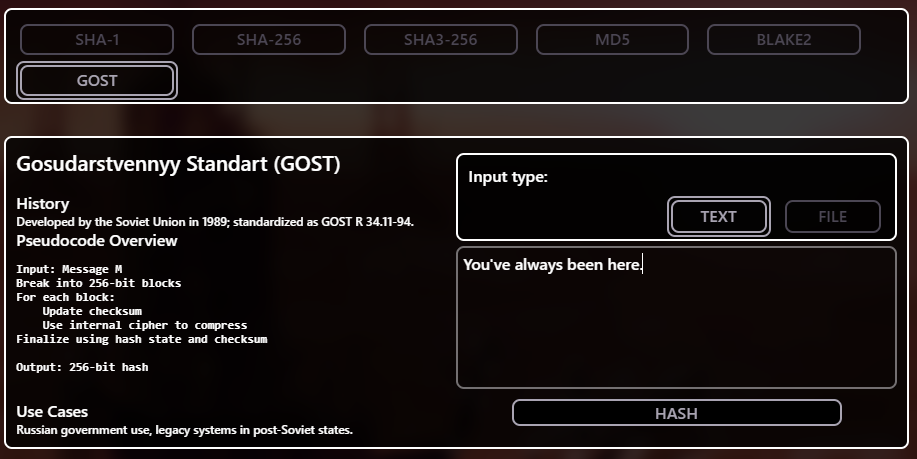 SHA-1
SHA-256
SHA3-256
MD5
BLAKE2
GOST
Gosudarstvennyy Standart (GOST)
History
Developed by the Soviet Union in 1989; standardized as GOST R 34.11-94.
Pseudocode Overview
Input: Message M
Break into 256-bit blocks
For each block:
    Update checksum
    Use internal cipher to compress
Finalize using hash state and checksum
Output: 256-bit hash
Use Cases
Russian government use, legacy systems in post-Soviet states.
Input type:
TEXT
FILE
You've always been here.
HASH